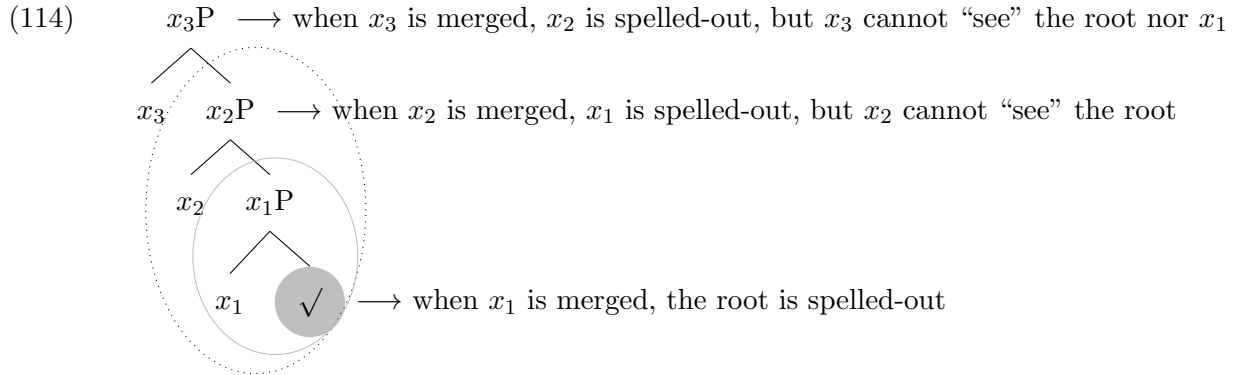 (114) x₃P ⟶ when x₃ is merged, x₂ is spelled-out, but x₃ cannot “see” the root nor x₁
x₃ x₂P ⟶ when x₂ is merged, x₁ is spelled-out, but x₂ cannot “see” the root
x₂ x₁P
x₁ √ ⟶ when x₁ is merged, the root is spelled-out